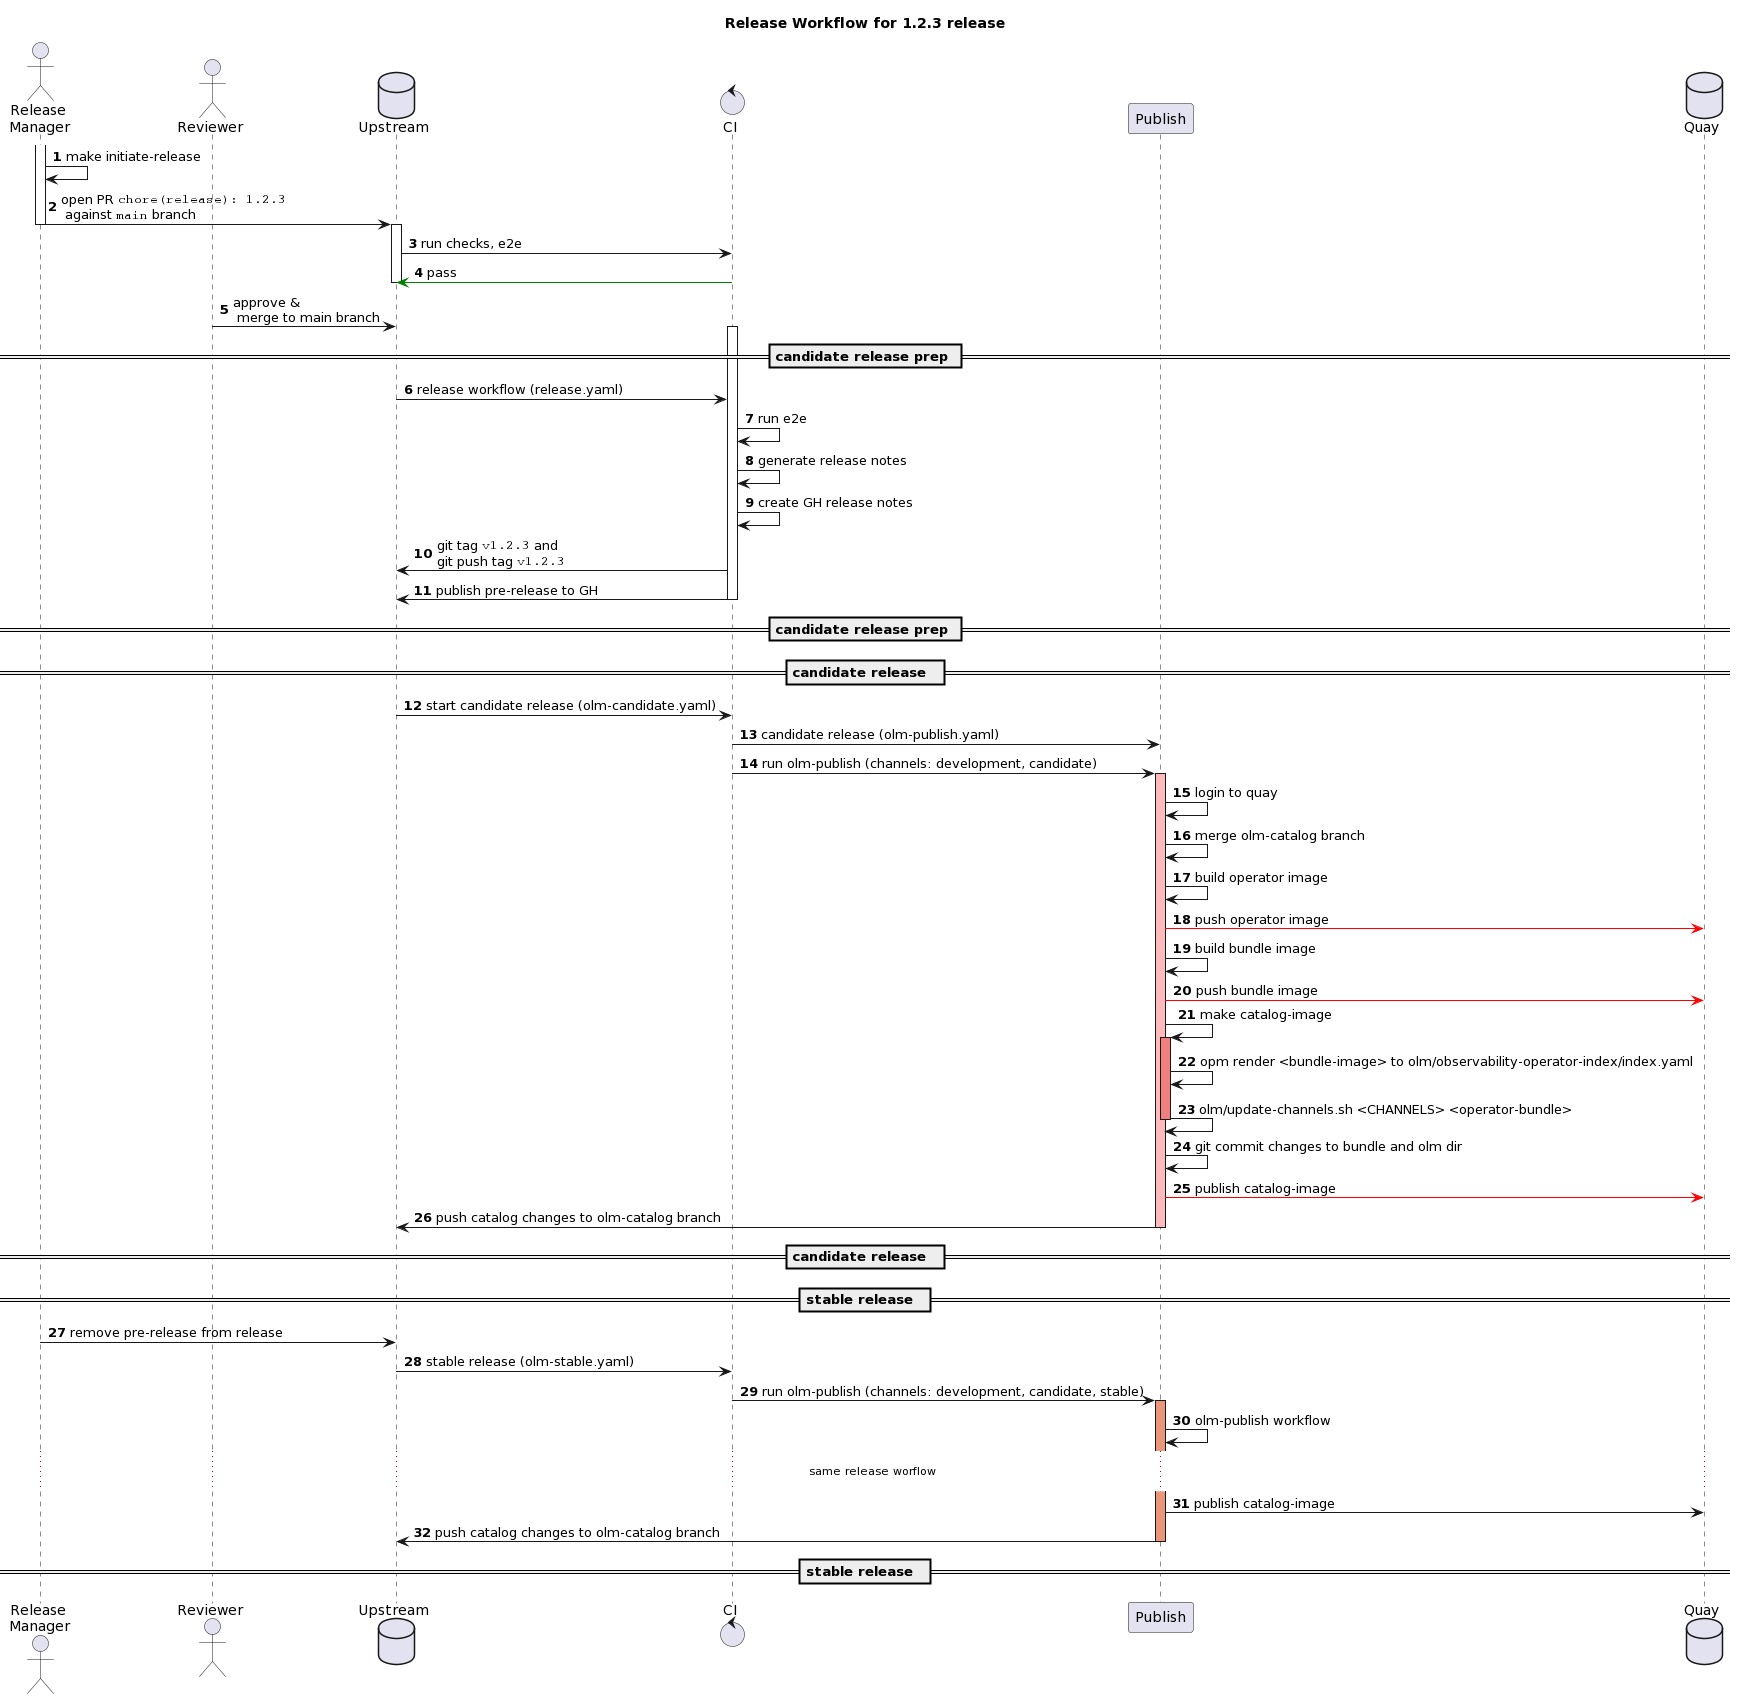 Release Workflow for 1.2.3 release
Release
Manager
Reviewer
Upstream
CI
Publish
Quay
1 make initiate-release
2 open PR chore(release): 1.2.3
against main branch
3 run checks, e2e
4 pass
5 approve &
merge to main branch
candidate release prep
6 release workflow (release.yaml)
7 run e2e
8 generate release notes
9 create GH release notes
10 git tag v1.2.3 and
git push tag v1.2.3
11 publish pre-release to GH
candidate release prep
candidate release
12 start candidate release (olm-candidate.yaml)
13 candidate release (olm-publish.yaml)
14 run olm-publish (channels: development, candidate)
15 login to quay
16 merge olm-catalog branch
17 build operator image
18 push operator image
19 build bundle image
20 push bundle image
21 make catalog-image
22 opm render <bundle-image> to olm/observability-operator-index/index.yaml
23 olm/update-channels.sh <CHANNELS> <operator-bundle>
24 git commit changes to bundle and olm dir
25 publish catalog-image
26 push catalog changes to olm-catalog branch
candidate release
stable release
27 remove pre-release from release
28 stable release (olm-stable.yaml)
29 run olm-publish (channels: development, candidate, stable)
30 olm-publish workflow
same release worflow
31 publish catalog-image
32 push catalog changes to olm-catalog branch
stable release
Release
Manager
Reviewer
Upstream
CI
Publish
Quay